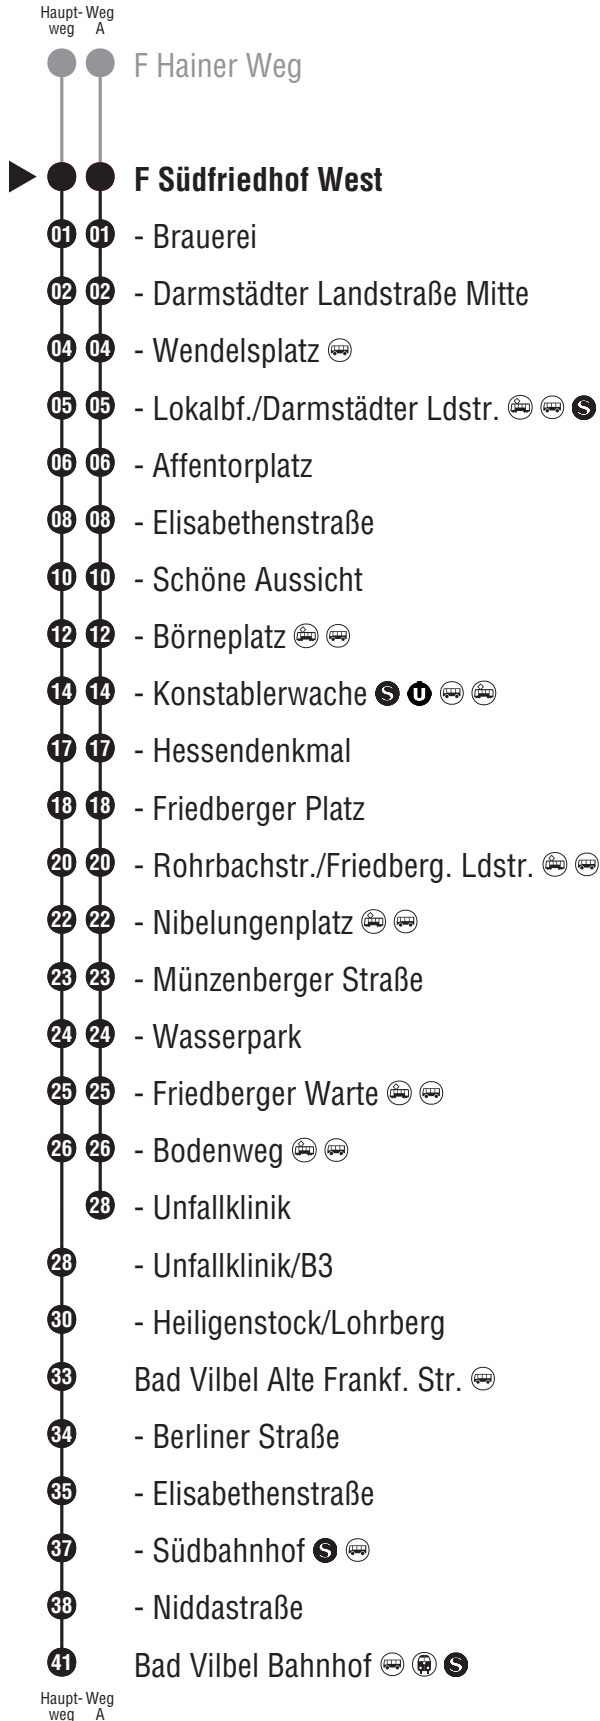 Haupt- Weg
weg A
F Hainer Weg
F Südfriedhof West
01 01 - Brauerei
02 02 - Darmstädter Landstraße Mitte
04 04 - Wendelsplatz
05 05 - Lokalbf./Darmstädter Ldstr. S
06 06 - Affentorplatz
08 08 - Elisabethenstraße
10 10 - Schöne Aussicht
12 12 - Börneplatz
14 14 - Konstablerwache S U
17 17 - Hessendenkmal
18 18 - Friedberger Platz
20 20 - Rohrbachstr./Friedberg. Ldstr.
22 22 - Nibelungenplatz
23 23 - Münzenberger Straße
24 24 - Wasserpark
25 25 - Friedberger Warte
26 26 - Bodenweg
28 - Unfallklinik
28 - Unfallklinik/B3
30 - Heiligenstock/Lohrberg
33 Bad Vilbel Alte Frankf. Str.
34 - Berliner Straße
35 - Elisabethenstraße
37 - Südbahnhof S
38 - Niddastraße
41 Bad Vilbel Bahnhof S
Haupt- Weg
weg A